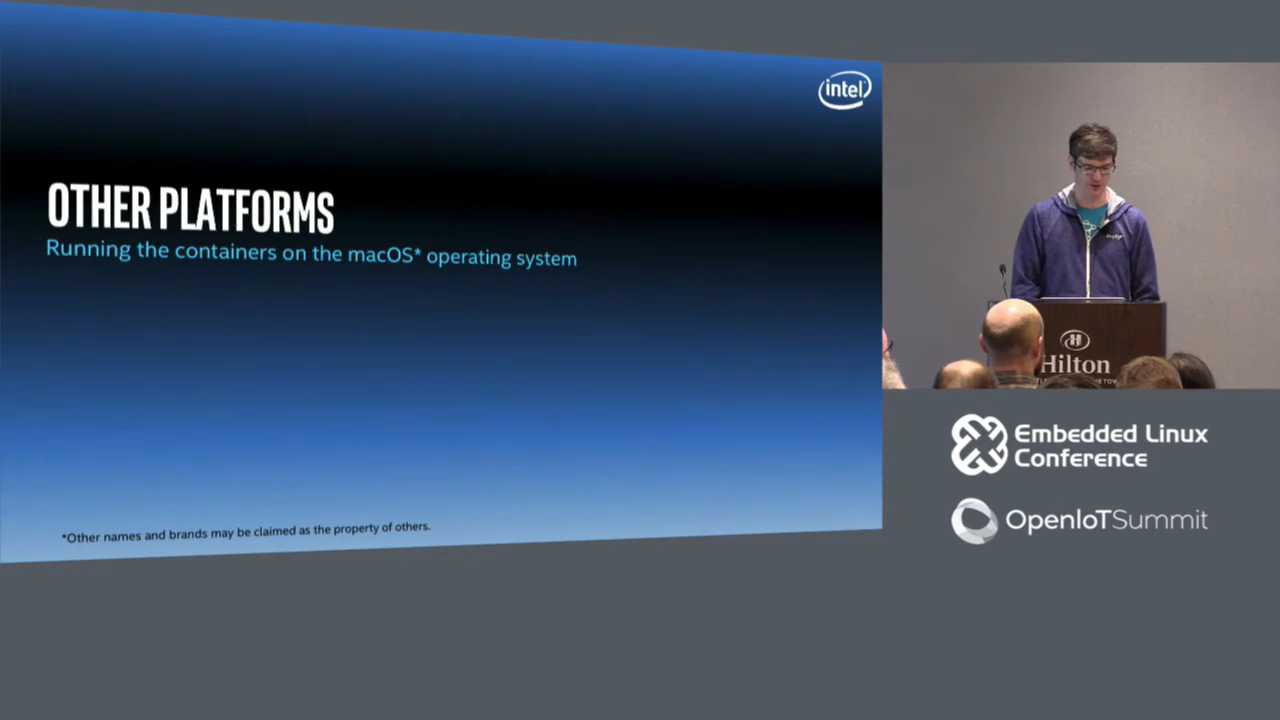 intel
OTHER PLATFORMS
Running the containers on the macOS* operating system
*Other names and brands may be claimed as the property of others.
Hilton
Embedded Linux
Conference
OpenIoTSummit